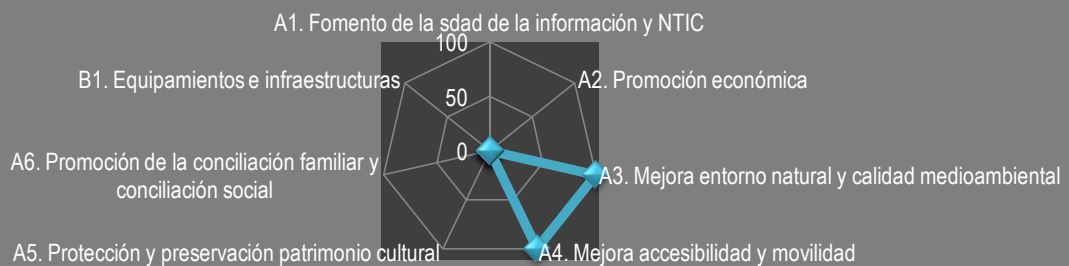 A1. Fomento de la sdad de la información y NTIC
100
B1. Equipamientos e infraestructuras
A2. Promoción económica
50
0
A6. Promoción de la conciliación familiar y
conciliación social
A3. Mejora entorno natural y calidad medioambiental
A5. Protección y preservación patrimonio cultural
A4. Mejora accesibilidad y movilidad